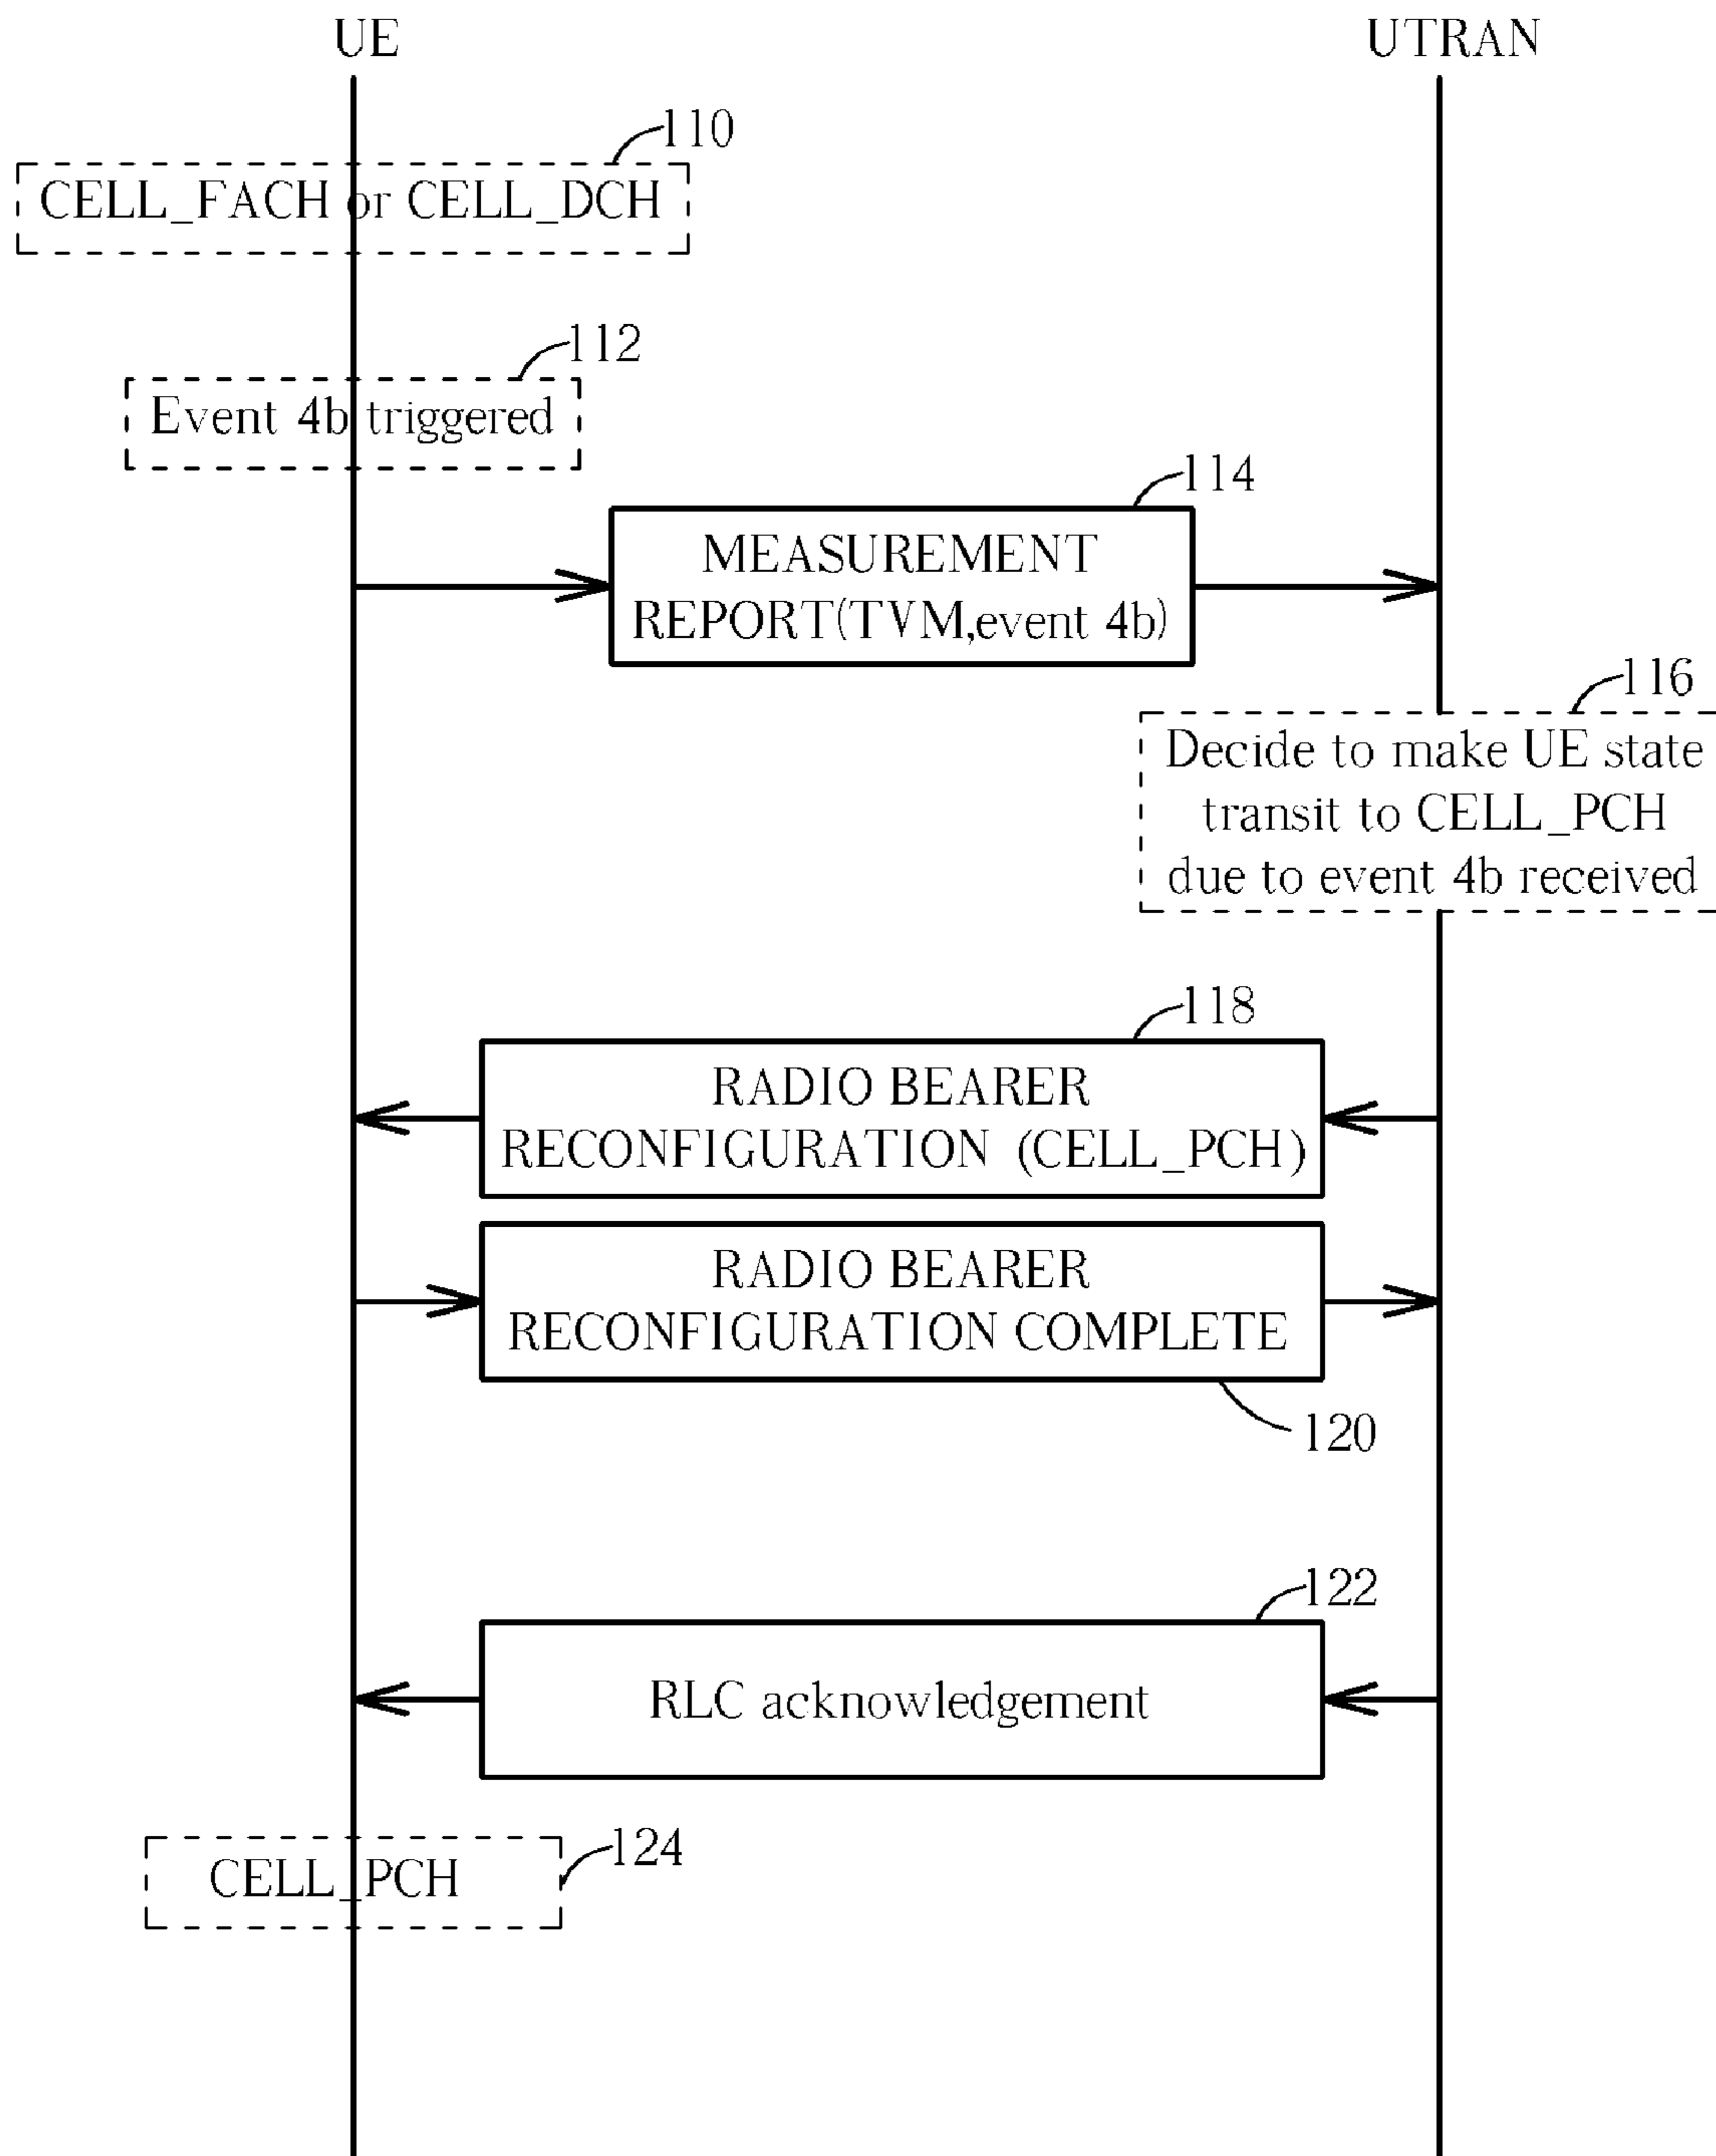 UE
UTRAN
110
CELL_FACH or CELL_DCH
112
Event 4b triggered
114
MEASUREMENT
REPORT(TVM,event 4b)
116
Decide to make UE state
transit to CELL_PCH
due to event 4b received
118
RADIO BEARER
RECONFIGURATION (CELL_PCH)
RADIO BEARER
RECONFIGURATION COMPLETE
120
122
RLC acknowledgement
124
CELL_PCH